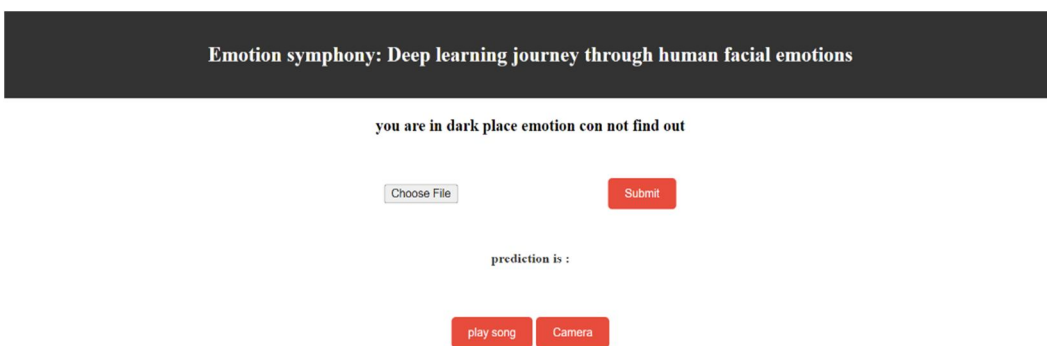 Emotion symphony: Deep learning journey through human facial emotions
you are in dark place emotion con not find out
Choose File
Submit
prediction is :
play song
Camera